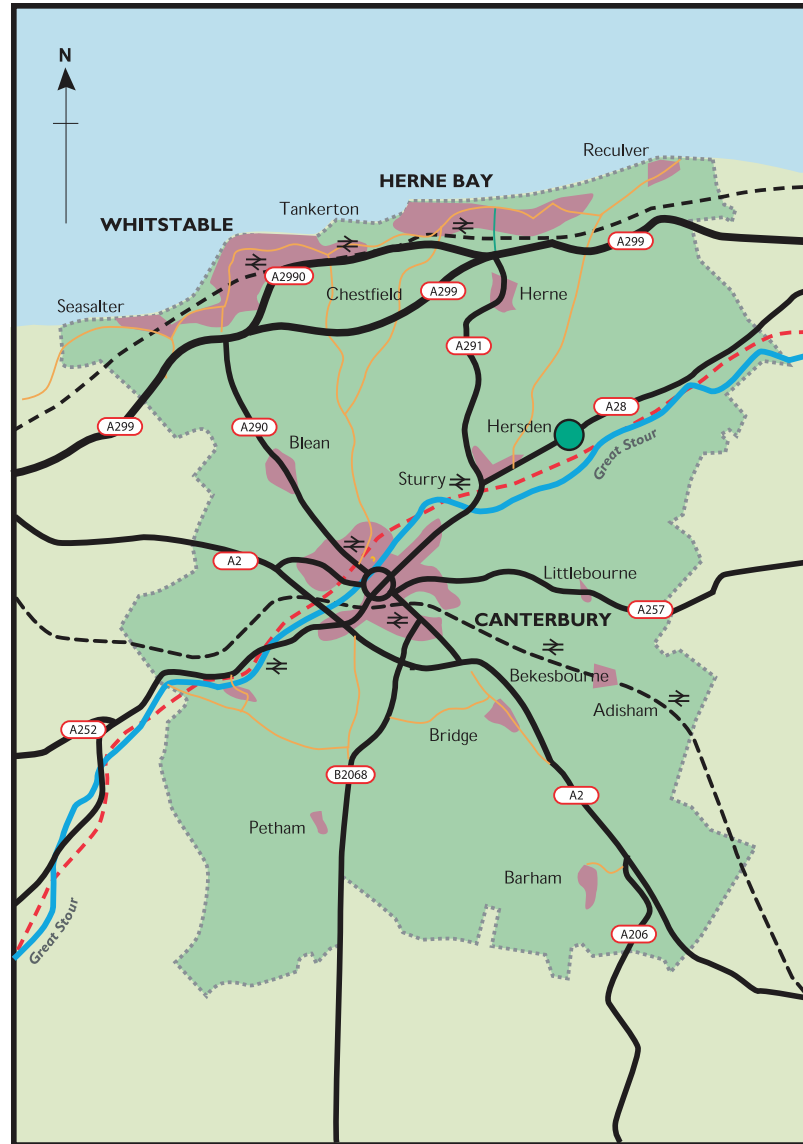 N
Reculver
HERNE BAY
Tankerton
WHITSTABLE
A299
A2990
Chestfield
A299
Herne
Seasalter
A291
A28
Hersden
A299
A290
Blean
Great Stour
Sturry
A2
Littlebourne
A257
CANTERBURY
Bekesbourne
Adisham
A252
Bridge
B2068
A2
Petham
Barham
A206
Great Stour